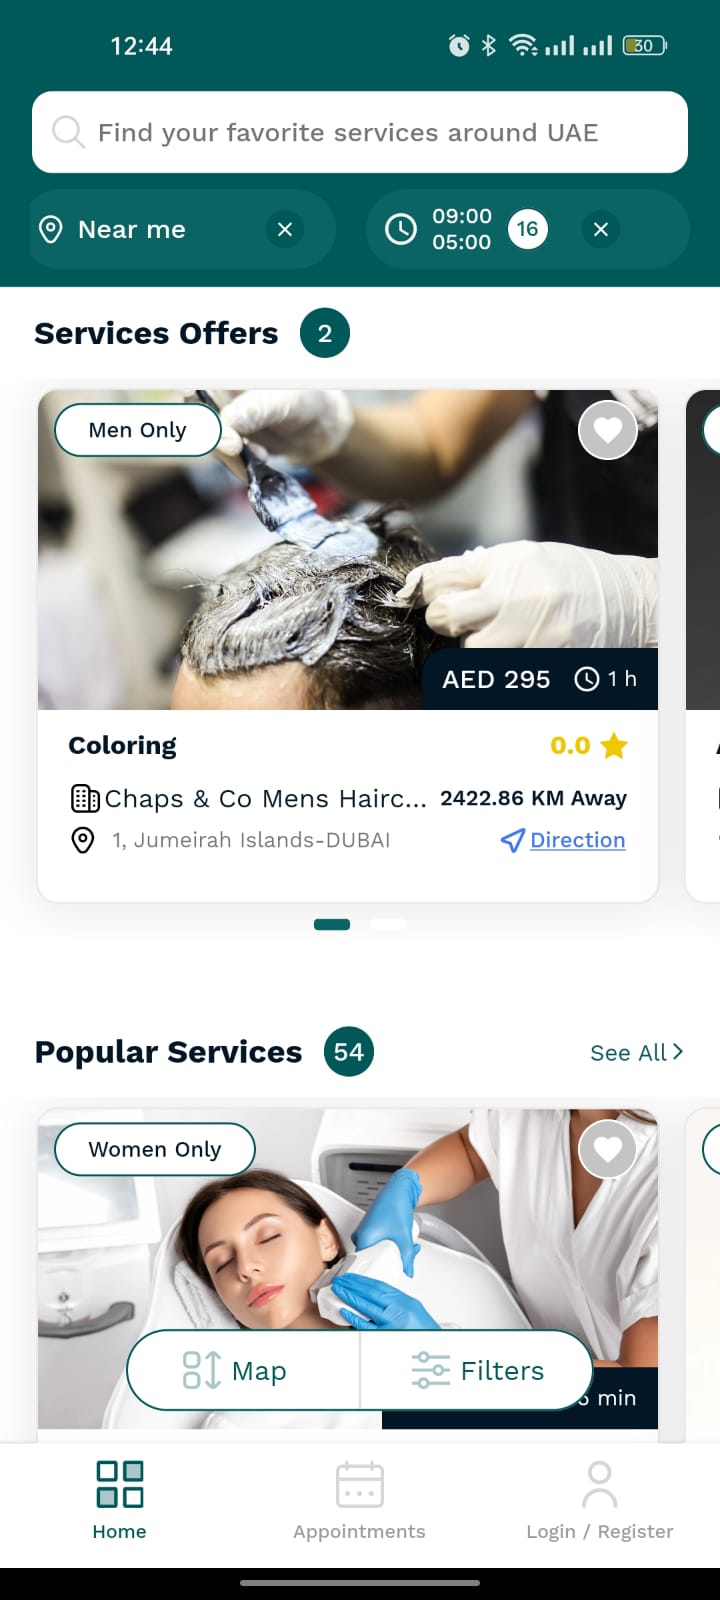 12:44
30
Find your favorite services around UAE
Near me
09:00
05:00
16
Services Offers 2
Men Only
AED 295 1 h
Coloring 0.0
Chaps & Co Mens Hairc... 2422.86 KM Away
1, Jumeirah Islands-DUBAI Direction
Popular Services 54 See All
Women Only
min
Map Filters
Home Appointments Login / Register